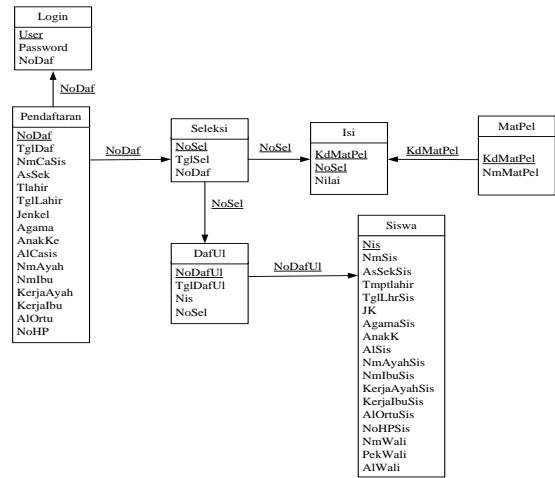 Login
User
Password
NoDaf
NoDaf
Pendaftaran
NoDaf
TglDaf
NmCaSis
AsSek
Tlahir
TglLahir
Jenkel
Agama
AnakKe
AlCasis
NmAyah
NmIbu
KerjaAyah
KerjaIbu
AlOrtu
NoHP
NoDaf
Seleksi
NoSel
TglSel
NoDaf
NoSel
Isi
KdMatPel
NoSel
Nilai
KdMatPel
MatPel
KdMatPel
NmMatPel
NoSel
DafUl
NoDafUl
TglDafUl
Nis
NoSel
NoDafUl
Siswa
Nis
NmSis
AsSekSis
Tmptlahir
TglLhrSis
JK
AgamaSis
AnakK
AlSis
NmAyahSis
NmIbuSis
KerjaAyahSis
KerjaIbuSis
AlOrtuSis
NoHPSis
NmWali
PekWali
AlWali